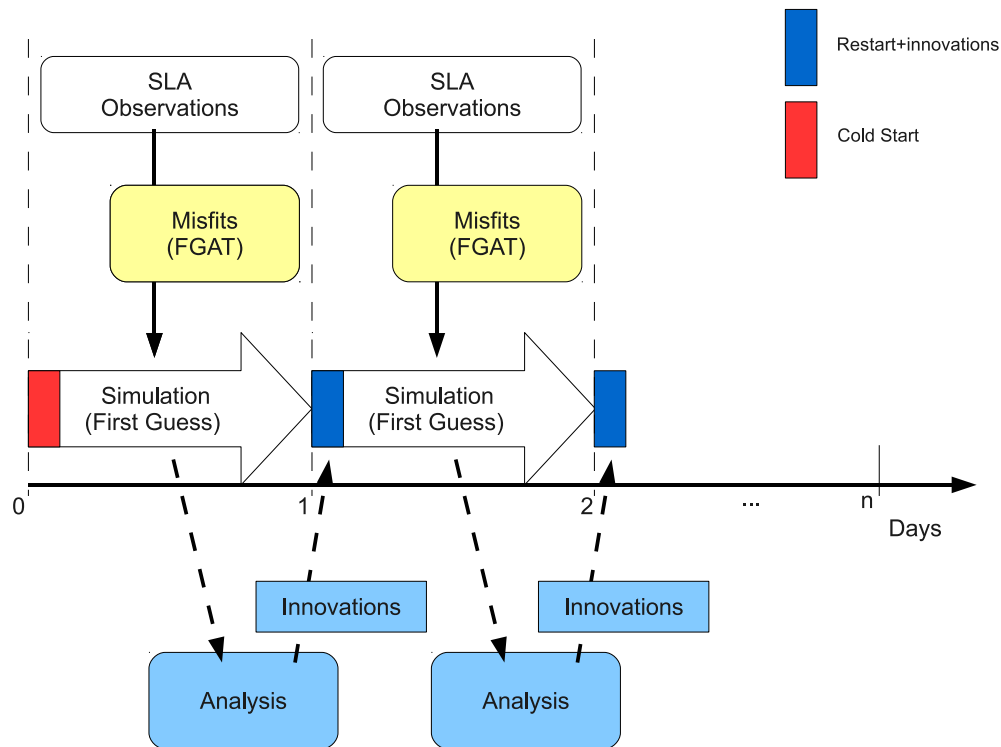 SLA
Observations
SLA
Observations
Restart+innovations
Cold Start
Misfits
(FGAT)
Misfits
(FGAT)
Simulation
(First Guess)
Simulation
(First Guess)
0
1
2
...
n
Days
Innovations
Innovations
Analysis
Analysis